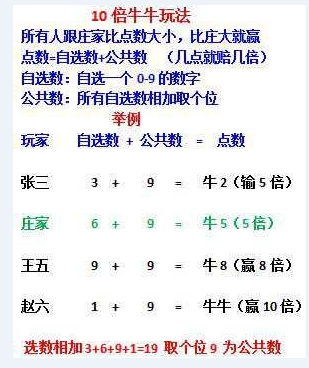 10 倍牛牛玩法
所有人跟庄家比点数大小，比庄大就赢
点数=自选数+公共数 （几点就赔几倍）
自选数：自选一个 0-9 的数字
公共数：所有自选数相加取个位
举例
玩家 自选数 + 公共数 = 点数
张三 3 + 9 = 牛 2（输 5 倍）
庄家 6 + 9 = 牛 5（5 倍）
王五 9 + 9 = 牛 8（赢 8 倍）
赵六 1 + 9 = 牛牛（赢 10 倍）
选数相加 3+6+9+1=19 取个位 9 为公共数